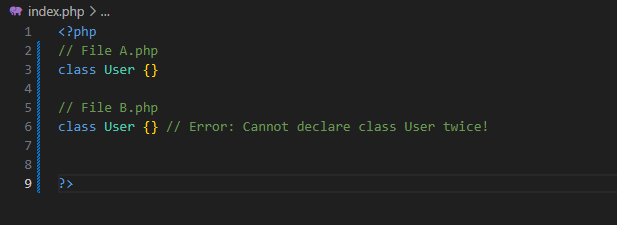 index.php > ...
1 <?php
2 // File A.php
3 class User {}
4
5 // File B.php
6 class User {} // Error: Cannot declare class User twice!
7
8
9 ?>